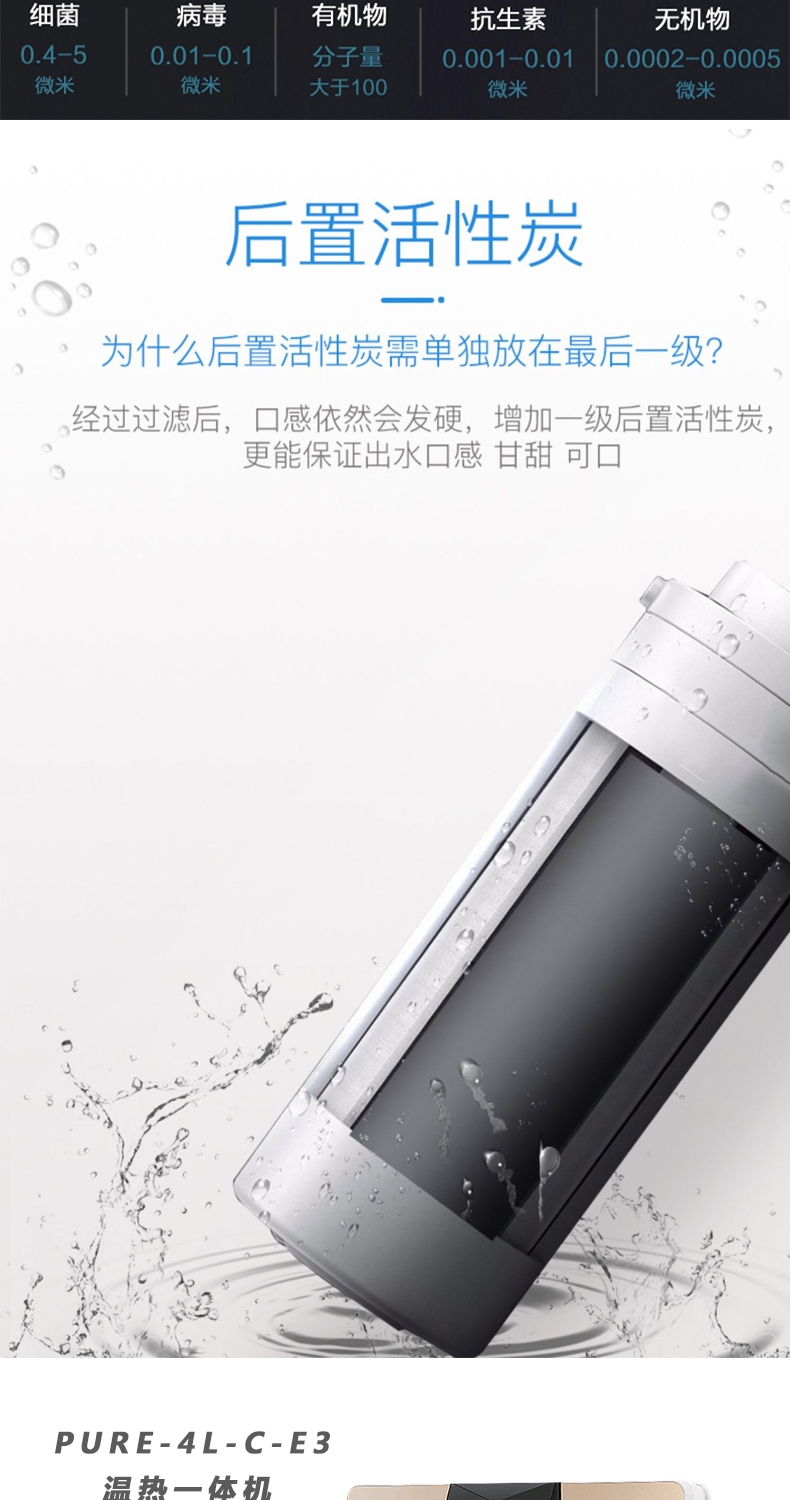 细菌 病毒 有机物 抗生素 无机物
0.4-5 0.01-0.1 分子量 0.001-0.01 0.0002-0.0005
微米 微米 大于100 微米 微米
后置活性炭
为什么后置活性炭需单独放在最后一级?
经过过滤后，口感依然会发硬，增加一级后置活性炭，
更能保证出水口感 甘甜 可口
PURE-4L-C-E3
温热一体机